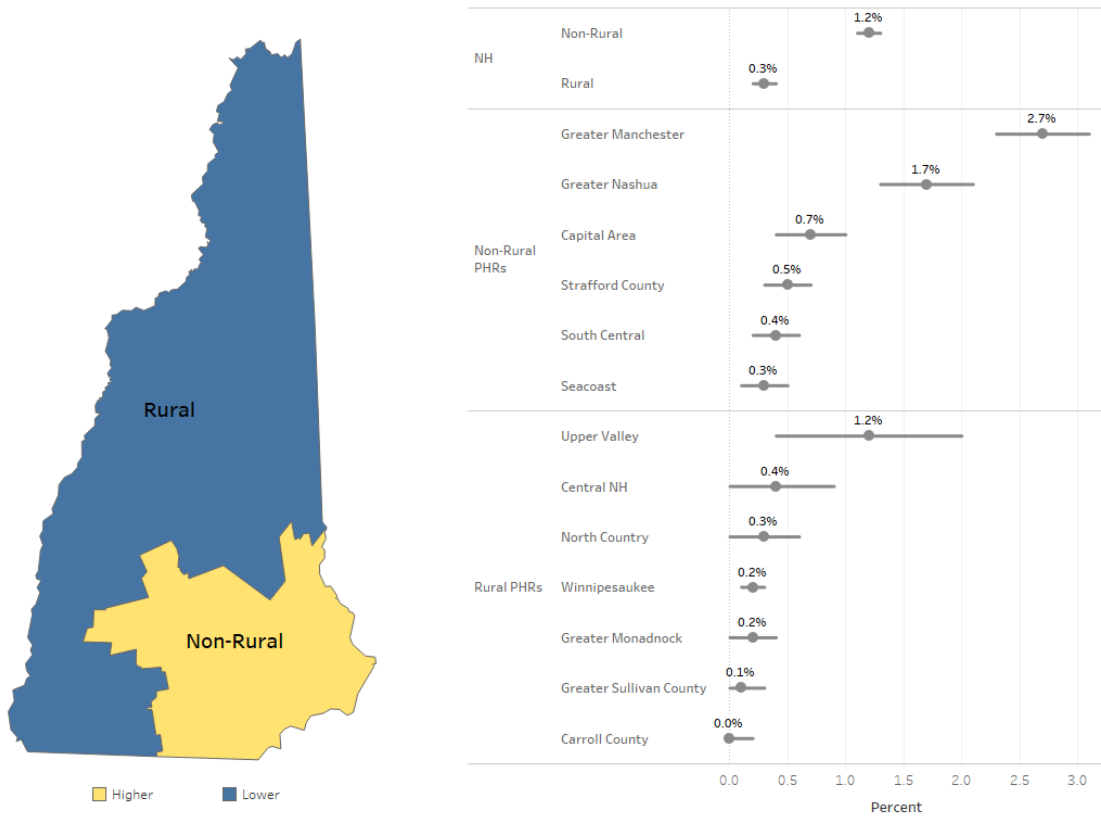 Rural
Non-Rural
Higher
Lower
NH
Non-Rural
1.2%
Rural
0.3%
Non-Rural
PHRs
Greater Manchester
2.7%
Greater Nashua
1.7%
Capital Area
0.7%
Strafford County
0.5%
South Central
0.4%
Seacoast
0.3%
Rural PHRs
Upper Valley
1.2%
Central NH
0.4%
North Country
0.3%
Winnipesaukee
0.2%
Greater Monadnock
0.2%
Greater Sullivan County
0.1%
Carroll County
0.0%
0.0 0.5 1.0 1.5 2.0 2.5 3.0
Percent